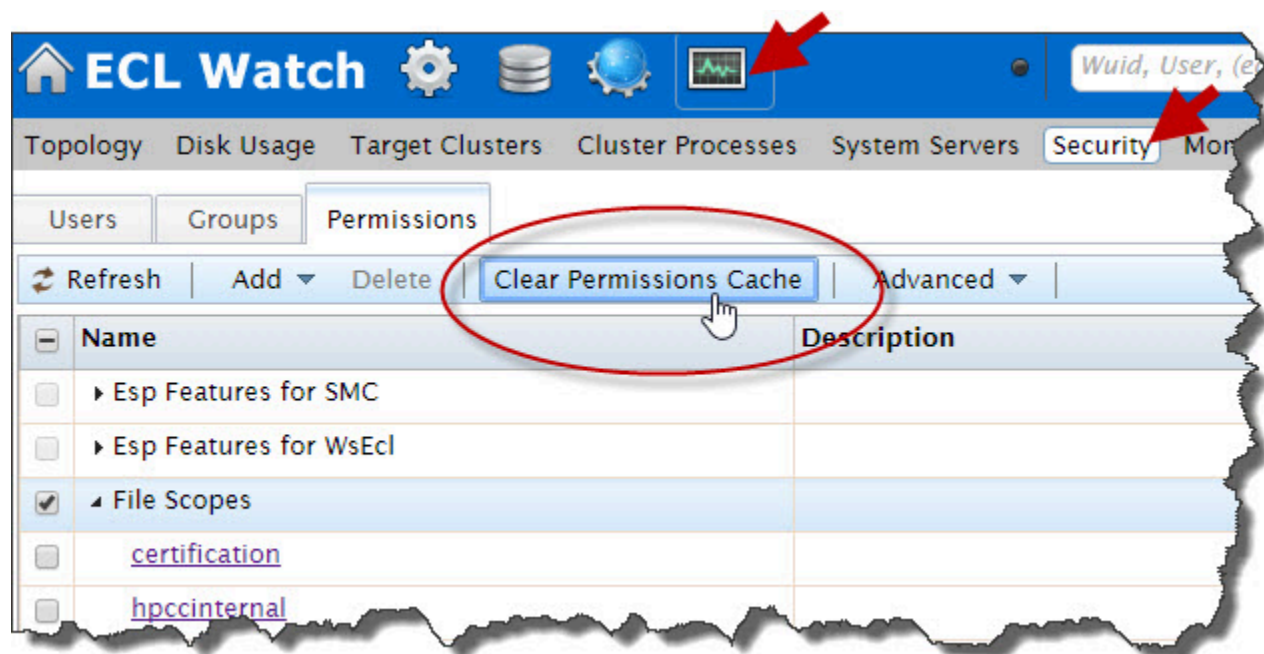 ECL Watch Wuid, User, (e
Topology Disk Usage Target Clusters Cluster Processes System Servers Security Mon
Users Groups Permissions
Refresh Add Delete Clear Permissions Cache Advanced
Name Description
Esp Features for SMC
Esp Features for WsEcl
File Scopes
certification
hpccinternal